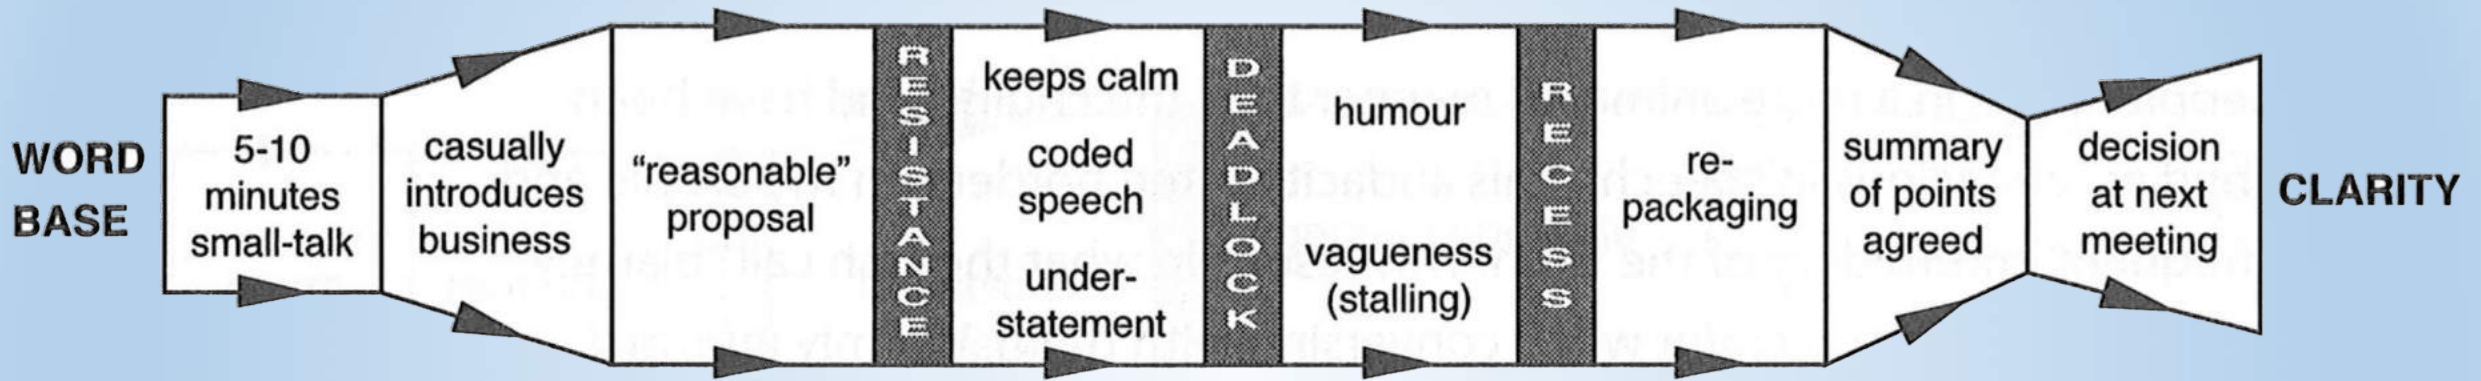 WORD
BASE
5-10
minutes
small-talk
casually
introduces
business
“reasonable”
proposal
RESISTANCE
keeps calm
coded
speech
under-
statement
DEADLOCK
humour
vagueness
(stalling)
RECESS
re-
packaging
summary
of points
agreed
decision
at next
meeting
CLARITY